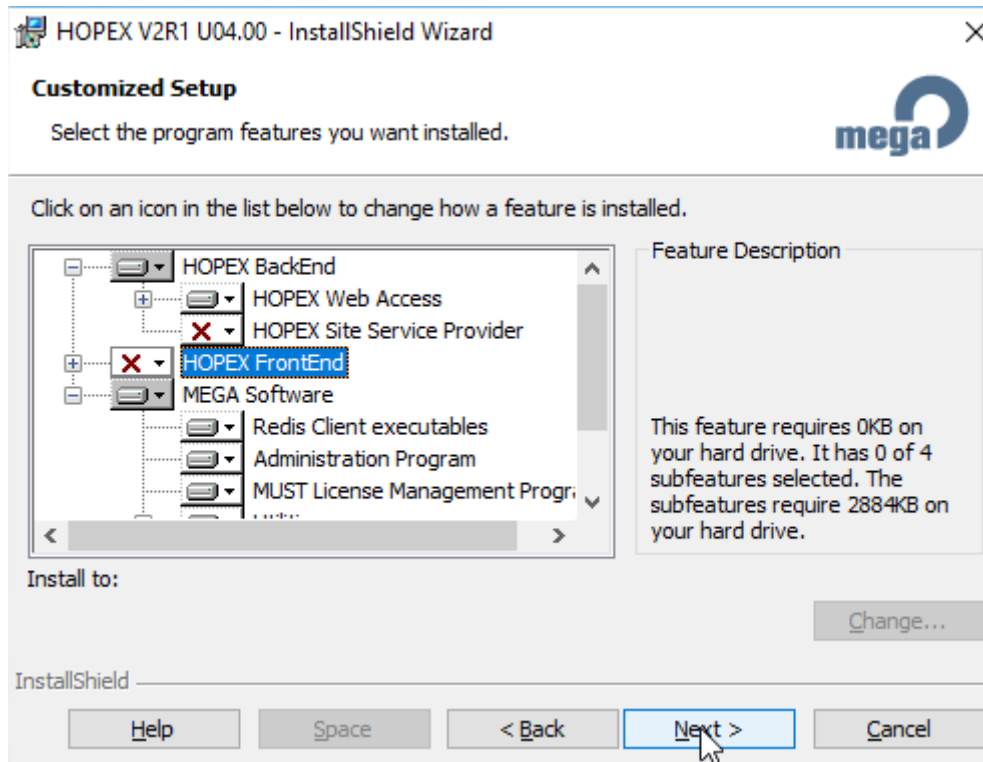 HOPEX V2R1 U04.00 - InstallShield Wizard
Customized Setup
Select the program features you want installed.
mega
Click on an icon in the list below to change how a feature is installed.
HOPEX BackEnd
HOPEX Web Access
HOPEX Site Service Provider
HOPEX FrontEnd
MEGA Software
Redis Client executables
Administration Program
MUST License Management
Feature Description
This feature requires 0KB on
your hard drive. It has 0 of 4
subfeatures selected. The
subfeatures require 2884KB on
your hard drive.
Install to:
Change...
InstallShield
Help
Space
< Back
Next >
Cancel